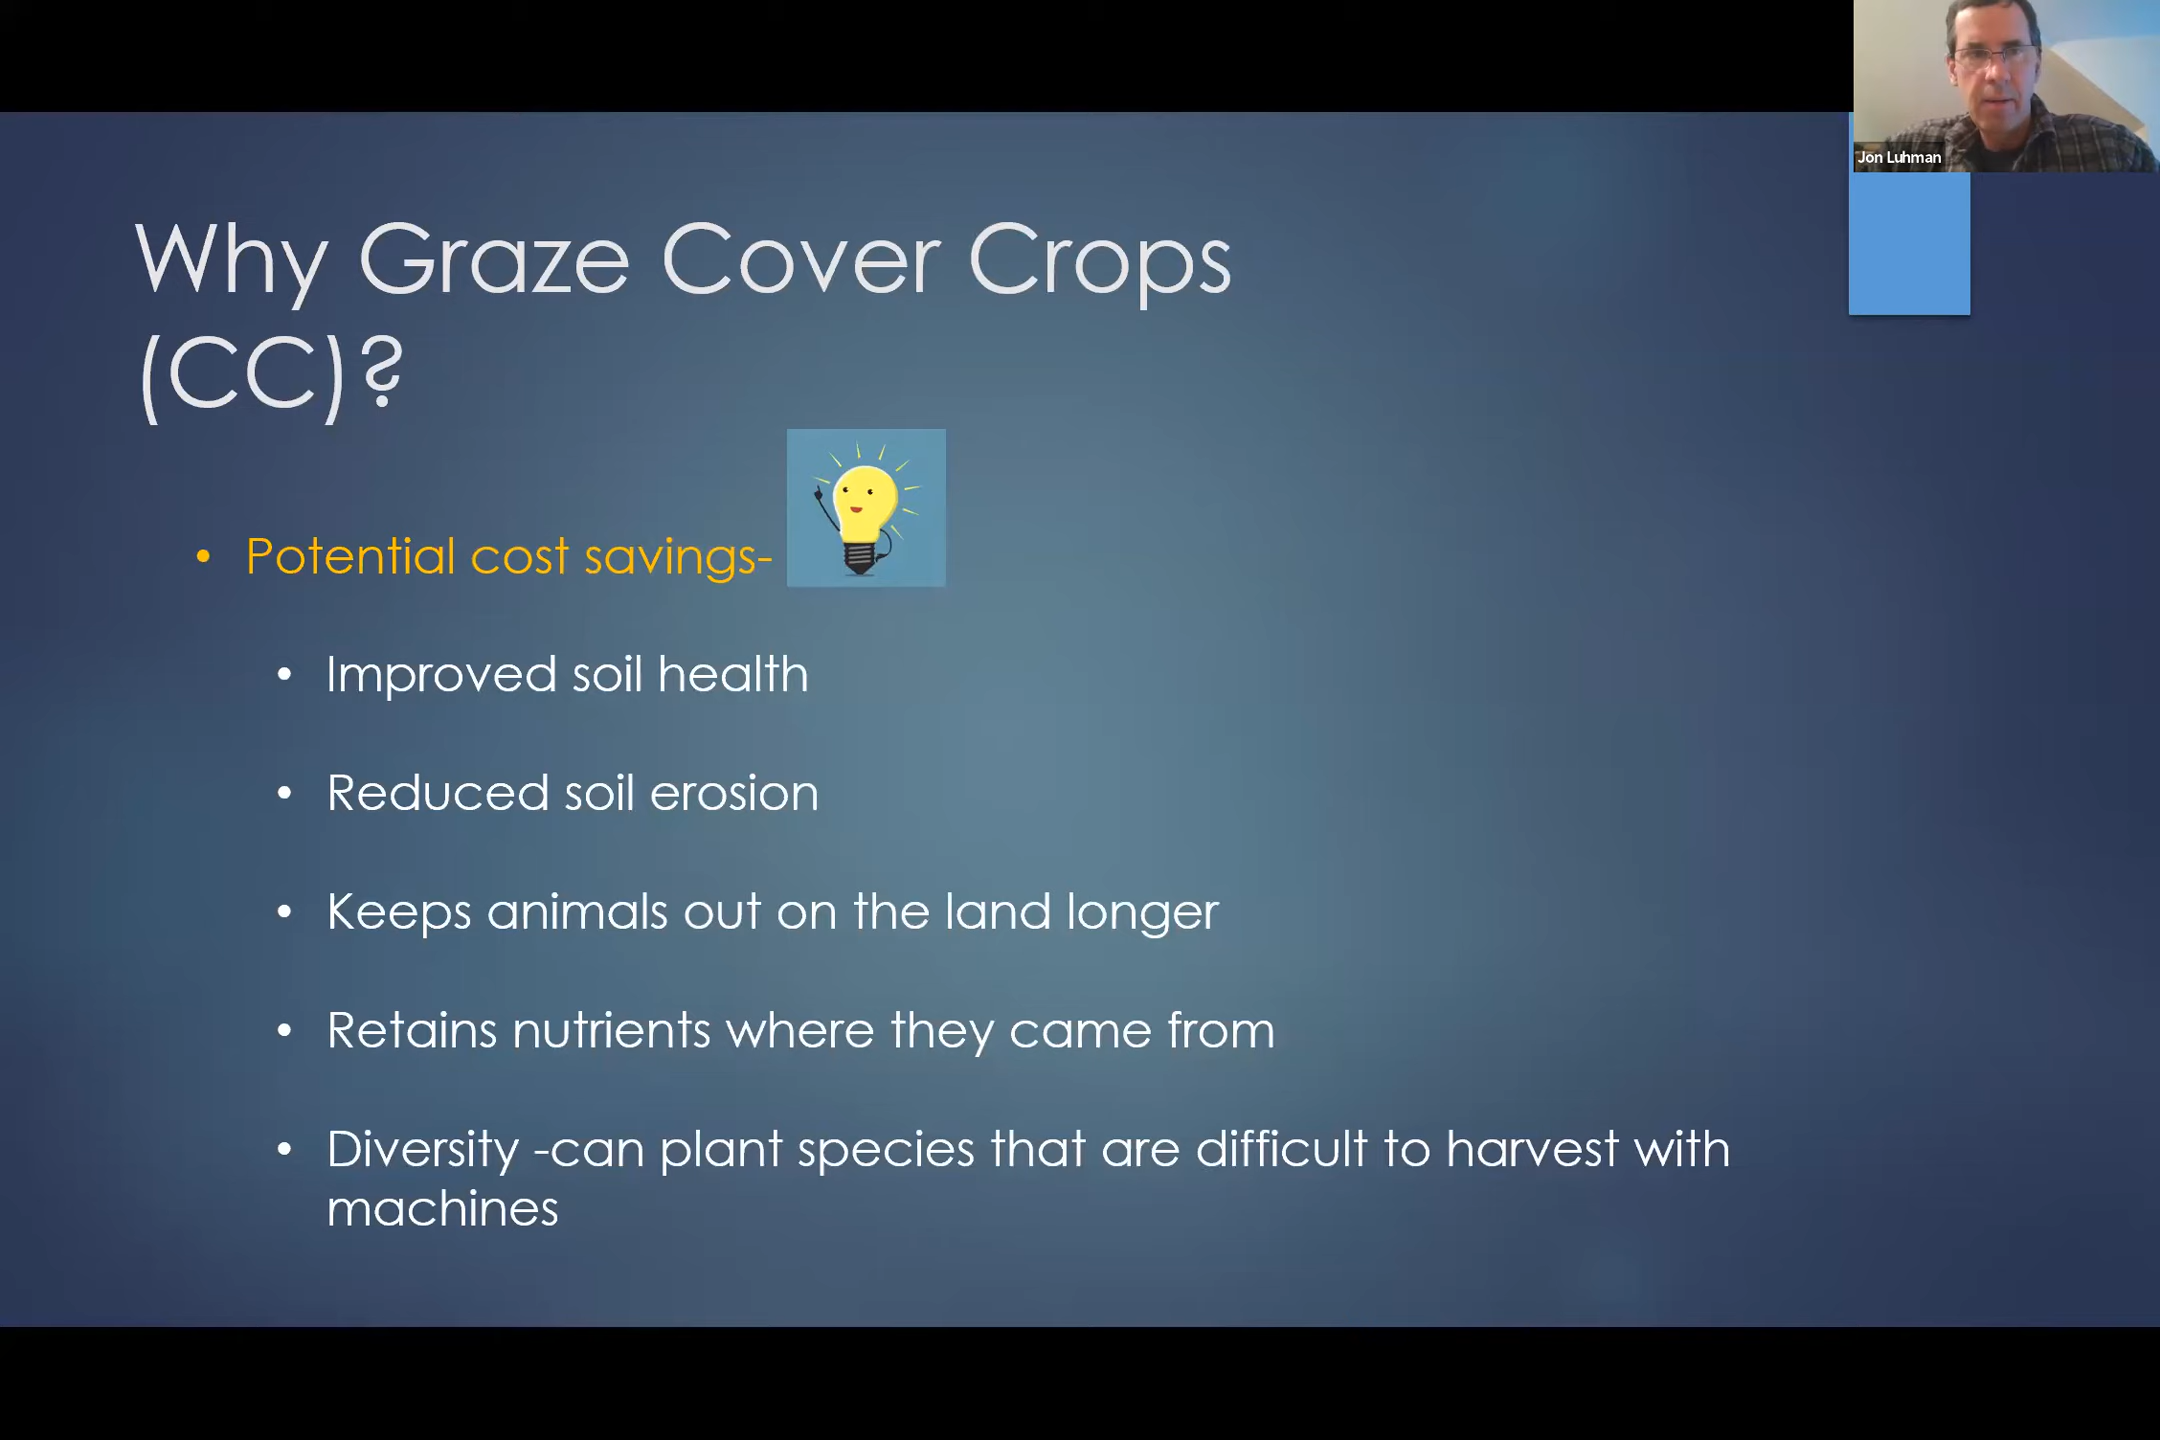 Jon Luhman
Why Graze Cover Crops
(CC)?
• Potential cost savings-
• Improved soil health
• Reduced soil erosion
• Keeps animals out on the land longer
• Retains nutrients where they came from
• Diversity -can plant species that are difficult to harvest with
machines